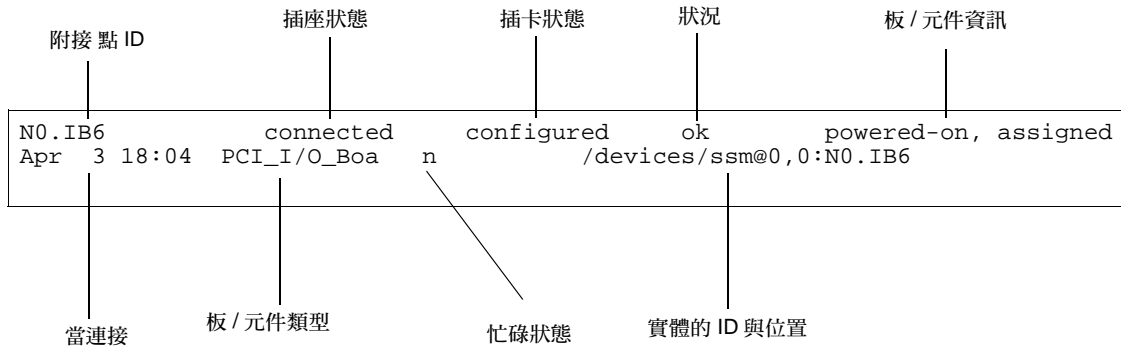 插座狀態 插卡狀態 狀況 板 / 元件資訊
附接 點 ID
N0.IB6 connected configured ok powered-on, assigned
Apr 3 18:04 PCI_I/O_Boa n /devices/ssm@0,0:N0.IB6
當連接 板 / 元件類型 忙碌狀態 實體的 ID 與位置